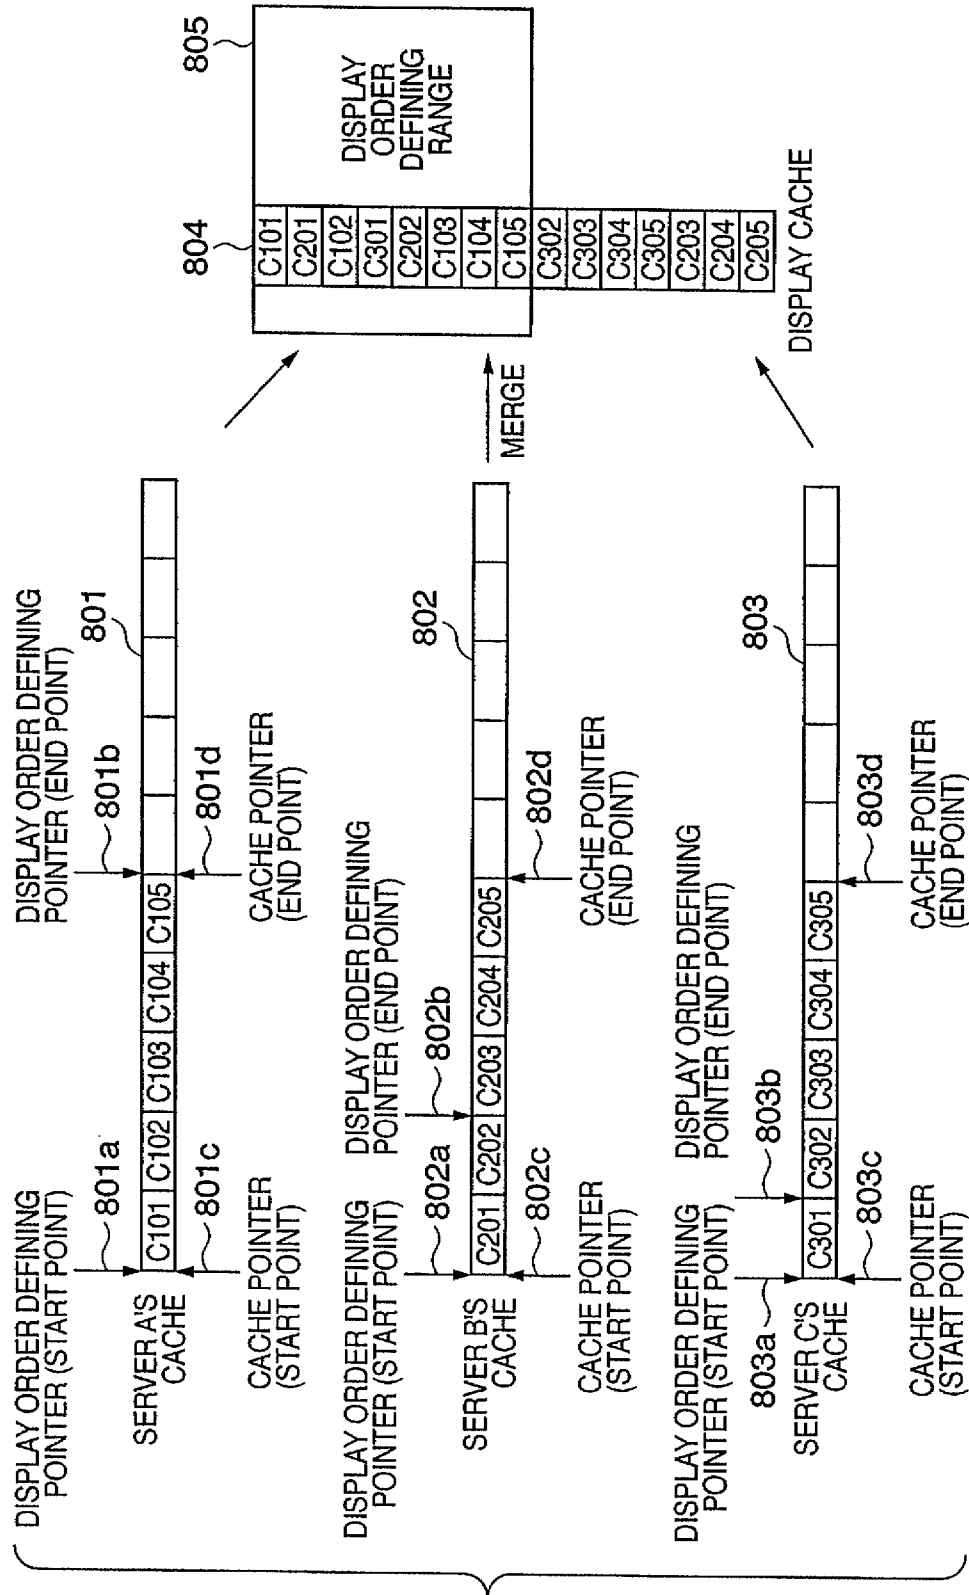 DISPLAY ORDER DEFINING
POINTER (START POINT)
DISPLAY ORDER DEFINING
POINTER (END POINT)
801a
801b
801
SERVER A'S
CACHE
C101 C102 C103 C104 C105
801c
801d
CACHE POINTER
(START POINT)
CACHE POINTER
(END POINT)
DISPLAY ORDER DEFINING
POINTER (START POINT)
DISPLAY ORDER DEFINING
POINTER (END POINT)
802a
802b
802
SERVER B'S
CACHE
C201 C202 C203 C204 C205
802c
802d
CACHE POINTER
(START POINT)
CACHE POINTER
(END POINT)
DISPLAY ORDER DEFINING
POINTER (START POINT)
DISPLAY ORDER DEFINING
POINTER (END POINT)
803a
803b
803
SERVER C'S
CACHE
C301 C302 C303 C304 C305
803c
803d
CACHE POINTER
(START POINT)
CACHE POINTER
(END POINT)
MERGE
804
805
C101
C201
C102
C301
C202
C103
C104
C105
C302
C303
C304
C305
C203
C204
C205
DISPLAY
ORDER
DEFINING
RANGE
DISPLAY CACHE